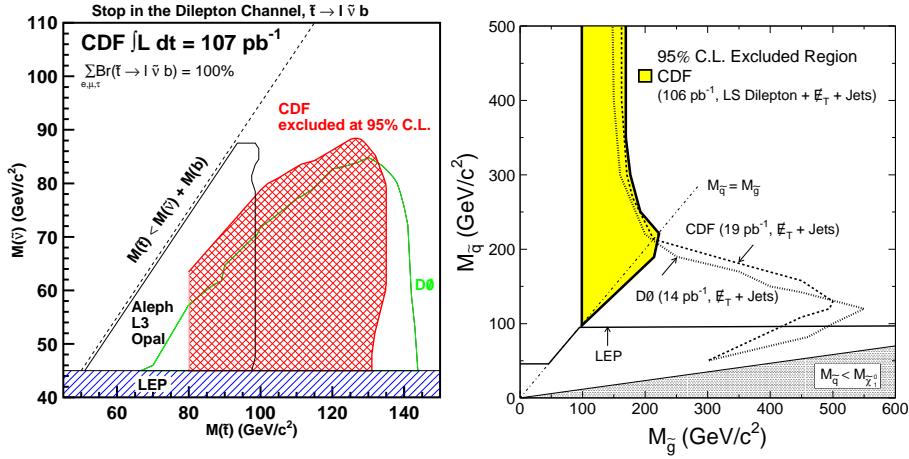 Stop in the Dilepton Channel, t̃ → l ν̃ b
CDF ∫L dt = 107 pb⁻¹
∑Br(t̃ → l ν̃ b) = 100%
e,μ,τ
CDF
excluded at 95% C.L.
M(t̃) < M(ν̃) + M(b)
Aleph
L3
Opal
DØ
LEP
M(ν̃) (GeV/c²)
110
100
90
80
70
60
50
40
60
80
100
120
140
M(t̃) (GeV/c²)
95% C.L. Excluded Region
CDF
(106 pb⁻¹, LS Dilepton + E̸_T + Jets)
M_q̃ = M_g̃
CDF (19 pb⁻¹, E̸_T + Jets)
DØ (14 pb⁻¹, E̸_T + Jets)
LEP
M_q̃ < M_χ̃₁⁰
M_q̃ (GeV/c²)
500
400
300
200
100
0
0
100
200
300
400
500
600
M_g̃ (GeV/c²)